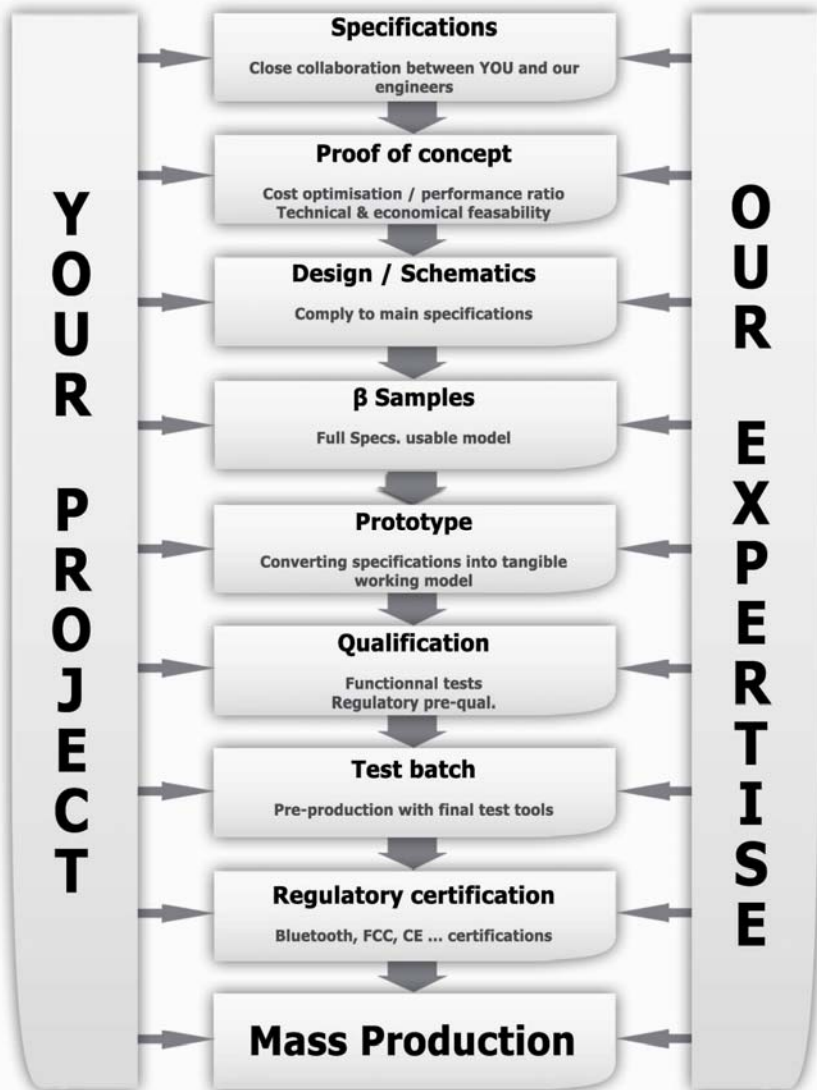 YOUR PROJECT
Specifications
Close collaboration between YOU and our
engineers
Proof of concept
Cost optimisation / performance ratio
Technical & economical feasability
Design / Schematics
Comply to main specifications
β Samples
Full Specs. usable model
Prototype
Converting specifications into tangible
working model
Qualification
Functionnal tests
Regulatory pre-qual.
Test batch
Pre-production with final test tools
Regulatory certification
Bluetooth, FCC, CE ... certifications
Mass Production
OUR EXPERTISE